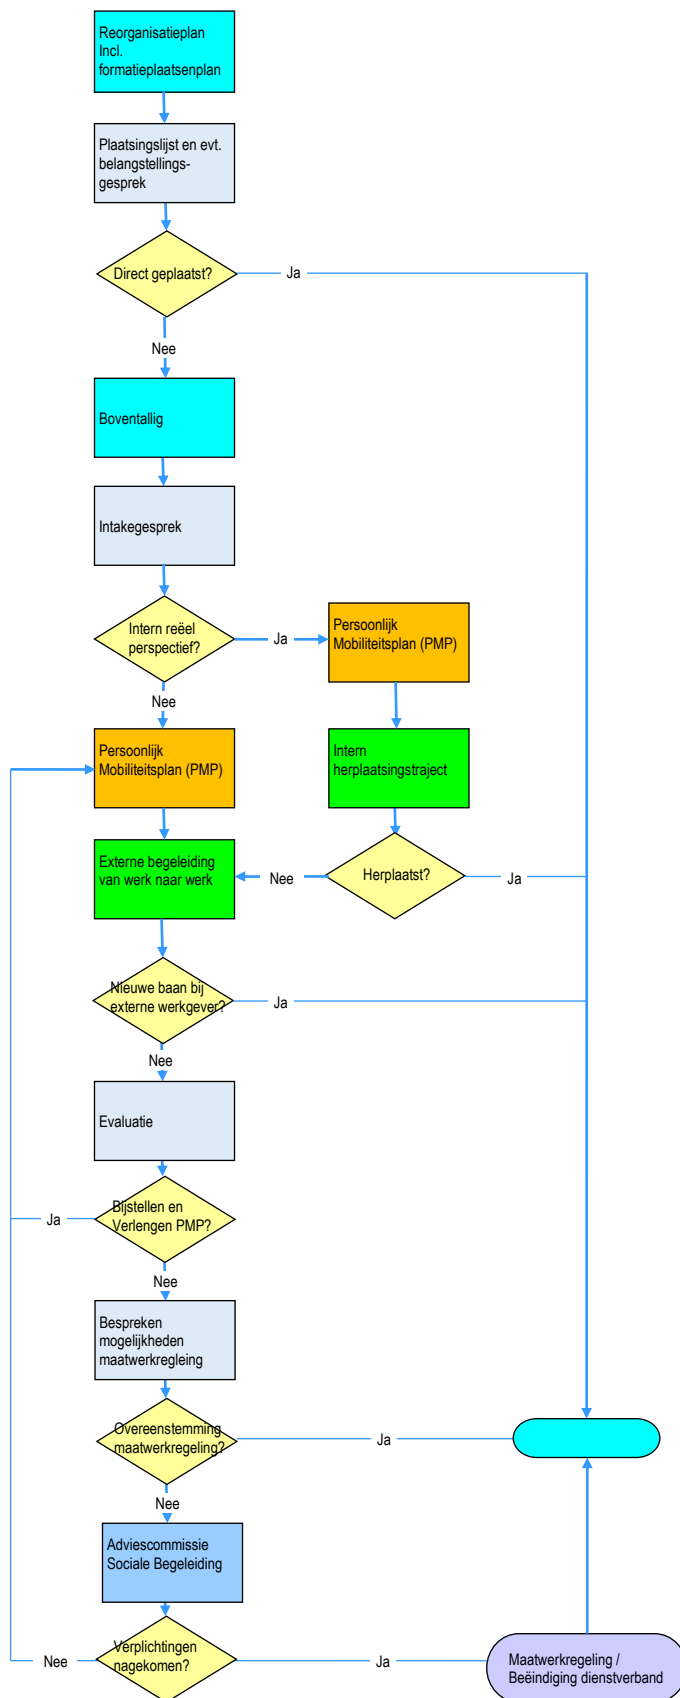 Reorganisatieplan
Incl.
formatieplaatsenplan
Plaatsingslijst en evt.
belangstellings-
gesprek
Direct geplaatst?
Ja
Nee
Boventallig
Intakegesprek
Intern reëel
perspectief?
Ja
Persoonlijk
Mobiliteitsplan (PMP)
Nee
Persoonlijk
Mobiliteitsplan (PMP)
Intern
herplaatsingstraject
Externe begeleiding
van werk naar werk
Nee
Herplaatst?
Ja
Nieuwe baan bij
externe werkgever?
Ja
Nee
Evaluatie
Bijstellen en
Verlengen PMP?
Ja
Nee
Bespreken
mogelijkheden
maatwerkregleing
Overeenstemming
maatwerkregeling?
Ja
Nee
Adviescommissie
Sociale Begeleiding
Verplichtingen
nagekomen?
Nee
Ja
Maatwerkregeling /
Beëindiging dienstverband